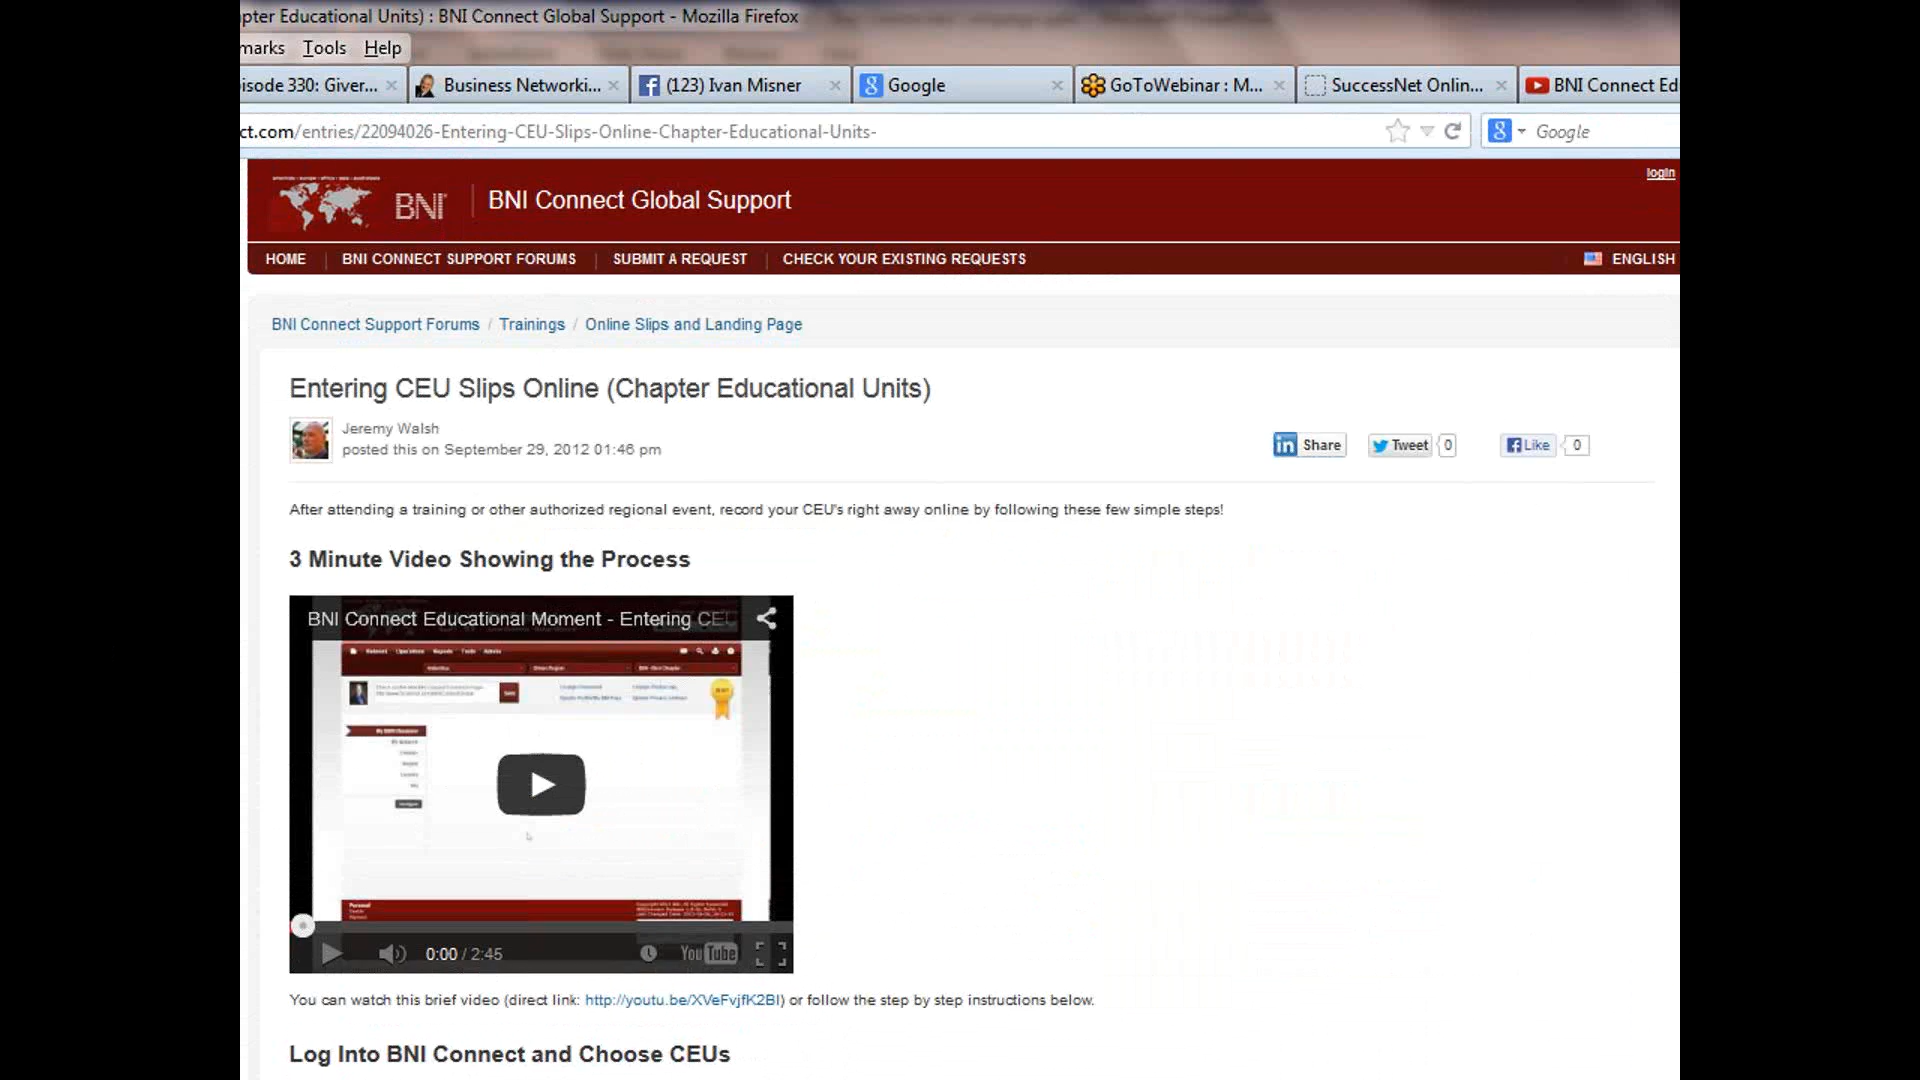 pter Educational Units) : BNI Connect Global Support - Mozilla Firefox
marks Tools Help
isode 330: Giver... Business Networki... (123) Ivan Misner Google GoToWebinar : M... SuccessNet Onlin... BNI Connect Ed
ct.com/entries/22094026-Entering-CEU-Slips-Online-Chapter-Educational-Units- Google
login
BNI BNI Connect Global Support
HOME BNI CONNECT SUPPORT FORUMS SUBMIT A REQUEST CHECK YOUR EXISTING REQUESTS ENGLISH
BNI Connect Support Forums / Trainings / Online Slips and Landing Page
Entering CEU Slips Online (Chapter Educational Units)
Jeremy Walsh
posted this on September 29, 2012 01:46 pm
Share Tweet 0 Like 0
After attending a training or other authorized regional event, record your CEU's right away online by following these few simple steps!
3 Minute Video Showing the Process
BNI Connect Educational Moment - Entering CEU
0:00 / 2:45 YouTube
You can watch this brief video (direct link: http://youtu.be/XVeFvjfK2BI) or follow the step by step instructions below.
Log Into BNI Connect and Choose CEUs